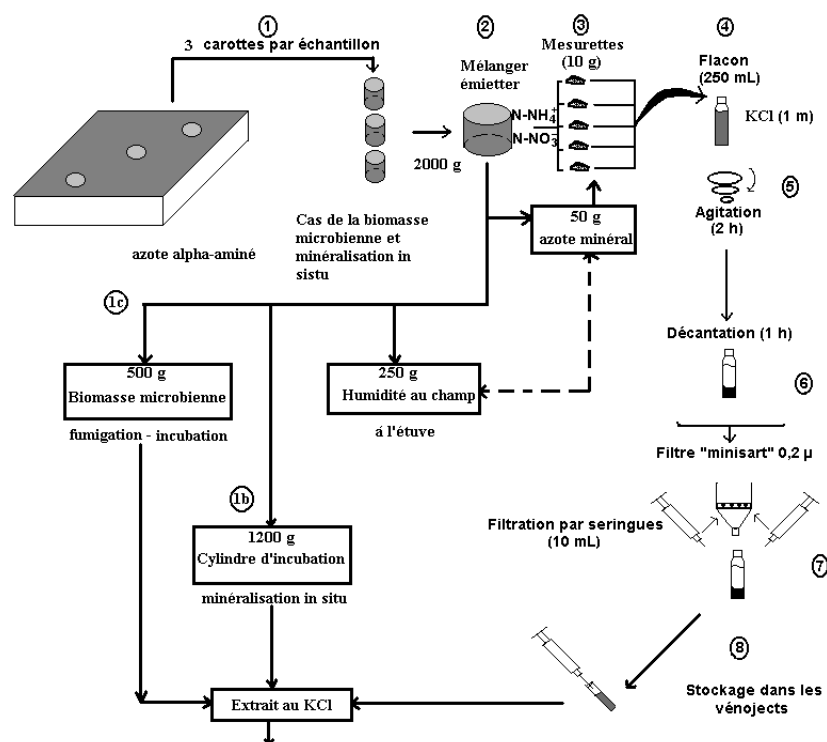 1
3 carottes par échantillon
2
Mélanger
émietter
2000 g
Cas de la biomasse
microbienne et
minéralisation in
sistu
azote alpha-aminé
3
Mesurettes
(10 g)
N-NH4+
N-NO3-
50 g
azote minéral
4
Flacon
(250 mL)
KCl (1 m)
5
Agitation
(2 h)
Décantation (1 h)
6
Filtre "minisart" 0,2 µ
Filtration par seringues
(10 mL)
7
8
Stockage dans les
vénojects
1c
500 g
Biomasse microbienne
fumigation - incubation
250 g
Humidité au champ
á l'étuve
1b
1200 g
Cylindre d'incubation
minéralisation in situ
Extrait au KCl